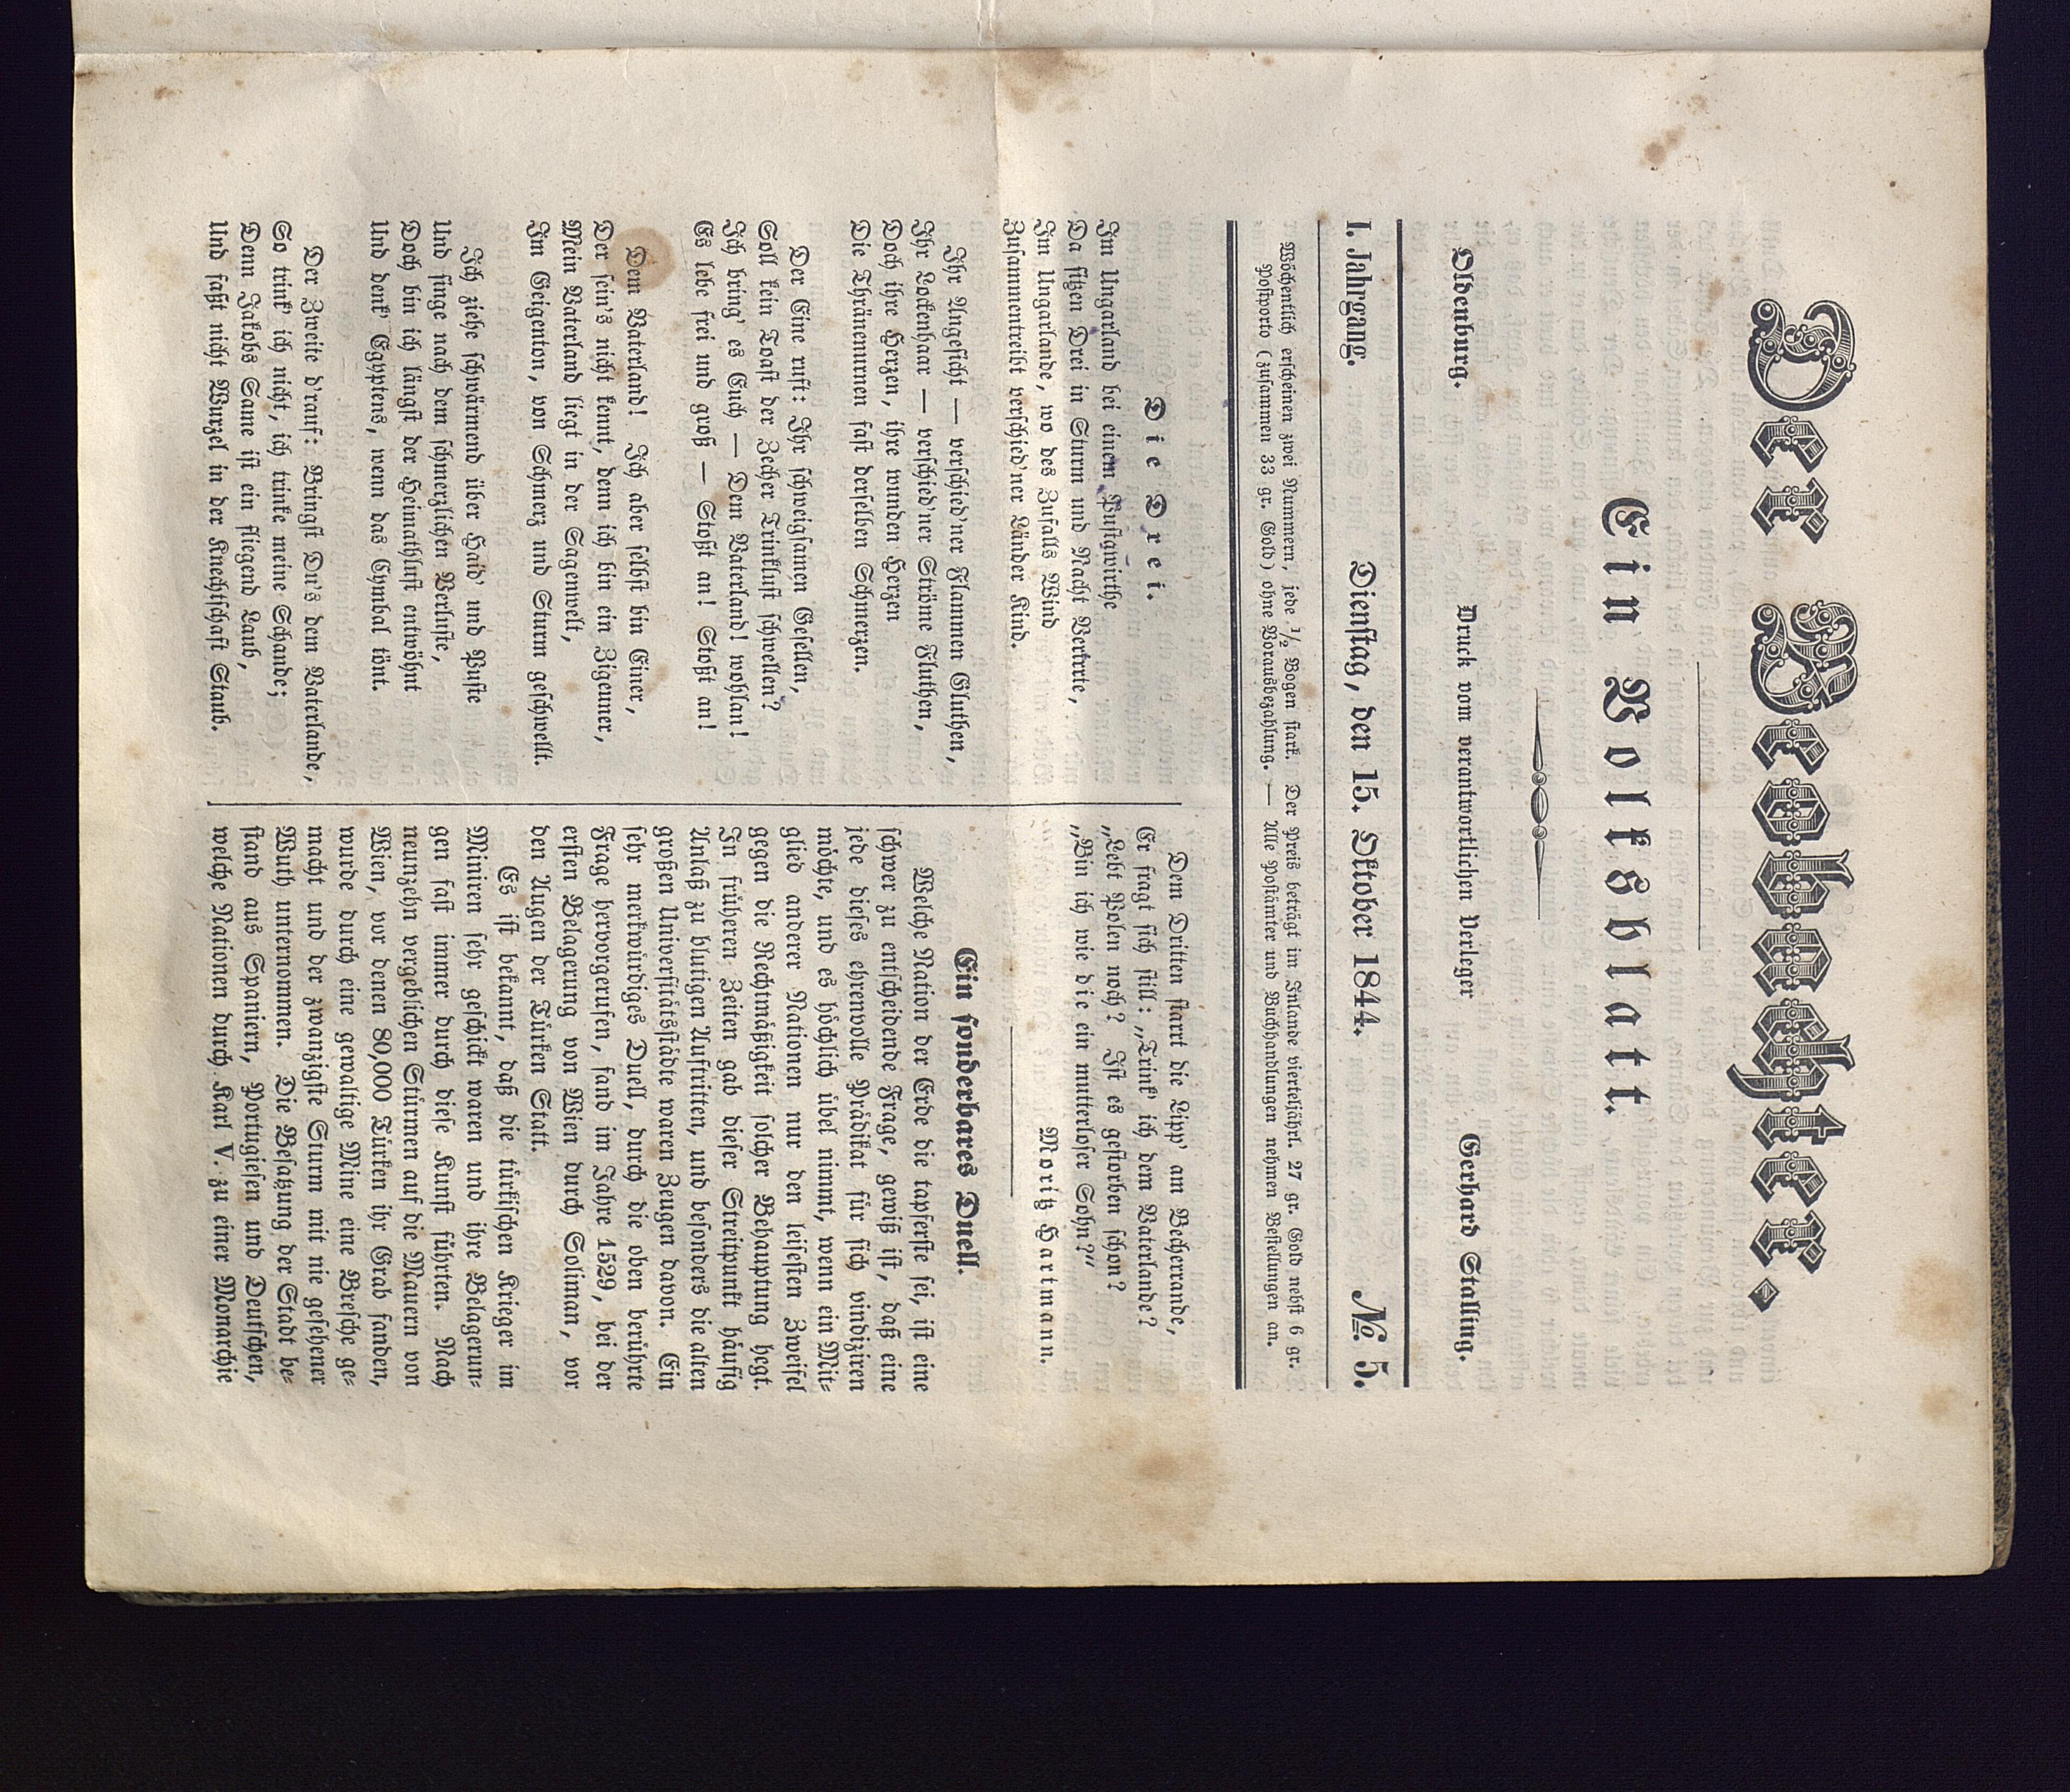 Der Beobachter.
Ein Volksblatt.
Oldenburg. Druck vom verantwortlichen Verleger Gerhard Stalling.
I. Jahrgang. Dienſtag, den 15. Oktober 1844. № 5.
Wöchentlich erſcheinen zwei Nummern, jede ½ Bogen ſtark. Der Preis beträgt im Inlande vierteljährl. 27 gr. Gold nebſt 6 gr.
Poſtporto (zuſammen 33 gr. Gold) ohne Vorausbezahlung. — Alle Poſtämter und Buchhandlungen nehmen Beſtellungen an.
Die Drei.
Im Ungarland bei einem Pußtawirthe
Da ſitzen Drei in Sturm und Nacht Verirrte,
Im Ungarlande, wo des Zufalls Wind
Zuſammentreibt verſchied'ner Länder Kind.
Ihr Angeſicht — verſchied'ner Flammen Gluthen,
Ihr Lockenhaar — verſchied'ner Ströme Fluthen,
Doch ihre Herzen, ihre wunden Herzen
Die Thränenurnen faſt derſelben Schmerzen.
Der Eine ruft: Ihr ſchweigſamen Geſellen,
Soll kein Toaſt der Zecher Trinkluſt ſchwellen?
Ich bring' es Euch — Dem Vaterland! wohlan!
Es lebe frei und groß — Stoßt an! Stoßt an!
Dem Vaterland! Ich aber ſelbſt bin Einer,
Der ſein's nicht kennt, denn ich bin ein Zigeuner,
Mein Vaterland liegt in der Sagenwelt,
Im Geigenton, von Schmerz und Sturm geſchwellt.
Ich ziehe ſchwärmend über Haid' und Puſte
Und ſinge nach dem ſchmerzlichen Verluſte,
Doch bin ich längſt der Heimathluſt entwöhnt
Und denk' Egyptens, wenn das Cymbal tönt.
Der Zweite d'rauf: Bringſt Du's dem Vaterlande,
So trink' ich nicht, ich trinke meine Schande;
Denn Jakobs Same iſt ein fliegend Laub,
Und faßt nicht Wurzel in der Knechtſchaft Staub.
Dem Dritten ſtarrt die Lipp' am Becherrande,
Er fragt ſich ſtill: „Trink' ich dem Vaterlande?
„Lebt Polen noch? Iſt es geſtorben ſchon?
„Bin ich wie die ein mutterloſer Sohn?“
Moritz Hartmann.
Ein ſonderbares Duell.
Welche Nation der Erde die tapferſte ſei, iſt eine
ſchwer zu entſcheidende Frage, gewiß iſt, daß eine
jede dieſes ehrenvolle Prädikat für ſich vindiziren
möchte, und es höchlich übel nimmt, wenn ein Mit-
glied anderer Nationen nur den leiſeſten Zweifel
gegen die Rechtmäßigkeit ſolcher Behauptung hegt.
In früheren Zeiten gab dieſer Streitpunkt häufig
Anlaß zu blutigen Auftritten, und beſonders die alten
großen Univerſitätsſtädte waren Zeugen davon. Ein
ſehr merkwürdiges Duell, durch die oben berührte
Frage hervorgerufen, fand im Jahre 1529, bei der
erſten Belagerung von Wien durch Soliman, vor
den Augen der Türken Statt.
Es iſt bekannt, daß die türkiſchen Krieger im
Miniren ſehr geſchickt waren und ihre Belagerun-
gen faſt immer durch dieſe Kunſt führten. Nach
neunzehn vergeblichen Stürmen auf die Mauern von
Wien, vor denen 80,000 Türken ihr Grab fanden,
wurde durch eine gewaltige Mine eine Breſche ge-
macht und der zwanzigſte Sturm mit nie geſehener
Wuth unternommen. Die Beſatzung der Stadt be-
ſtand aus Spaniern, Portugieſen und Deutſchen,
welche Nationen durch Karl V. zu einer Monarchie